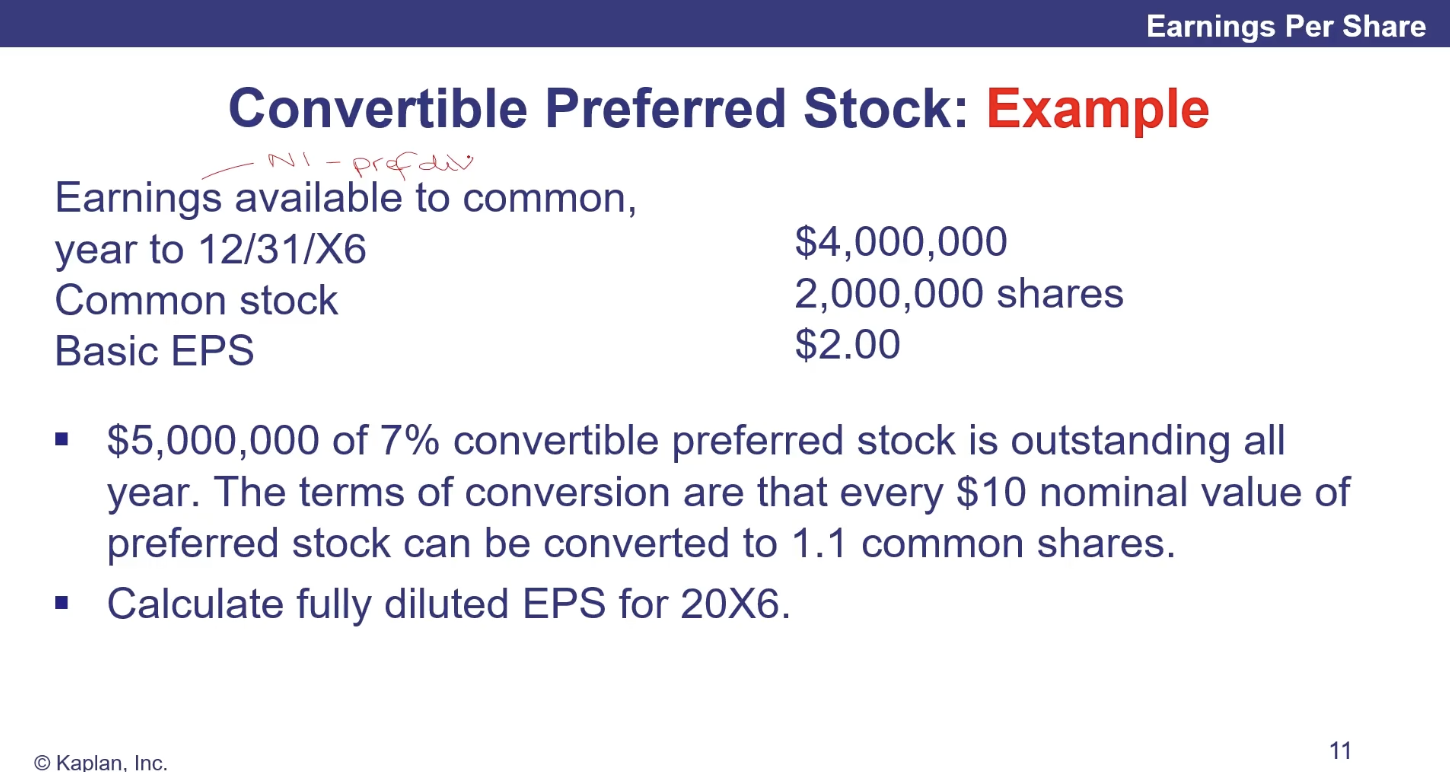 Earnings Per Share
Convertible Preferred Stock: Example
NI - pref div
Earnings available to common,
year to 12/31/X6 $4,000,000
Common stock 2,000,000 shares
Basic EPS $2.00
▪ $5,000,000 of 7% convertible preferred stock is outstanding all
year. The terms of conversion are that every $10 nominal value of
preferred stock can be converted to 1.1 common shares.
▪ Calculate fully diluted EPS for 20X6.
© Kaplan, Inc.
11